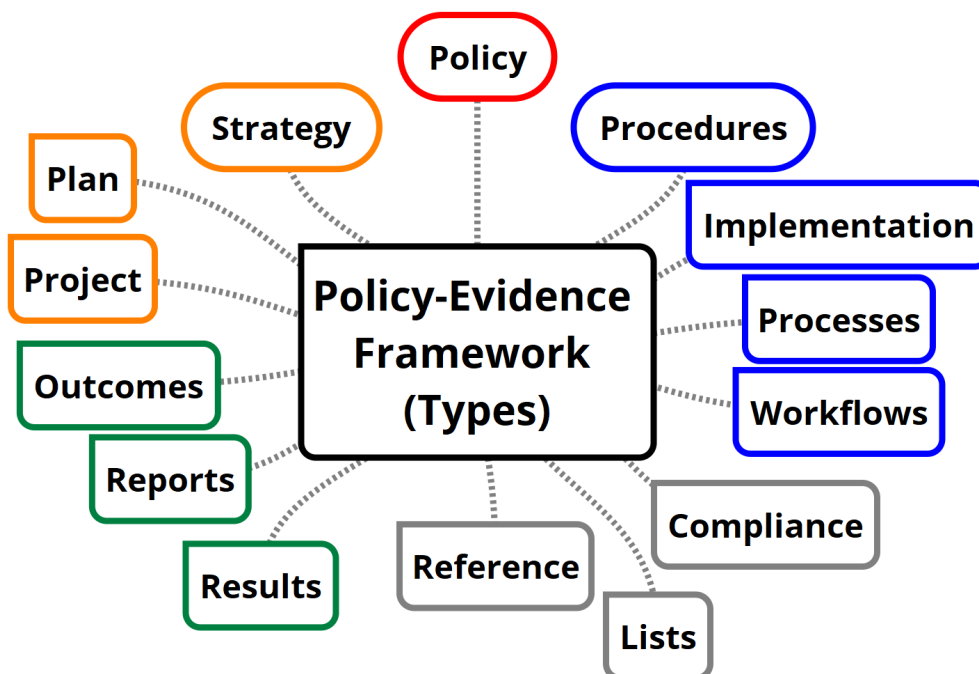 Policy
Strategy
Procedures
Plan
Implementation
Project
Policy-Evidence
Framework
(Types)
Processes
Outcomes
Workflows
Reports
Compliance
Reference
Results
Lists